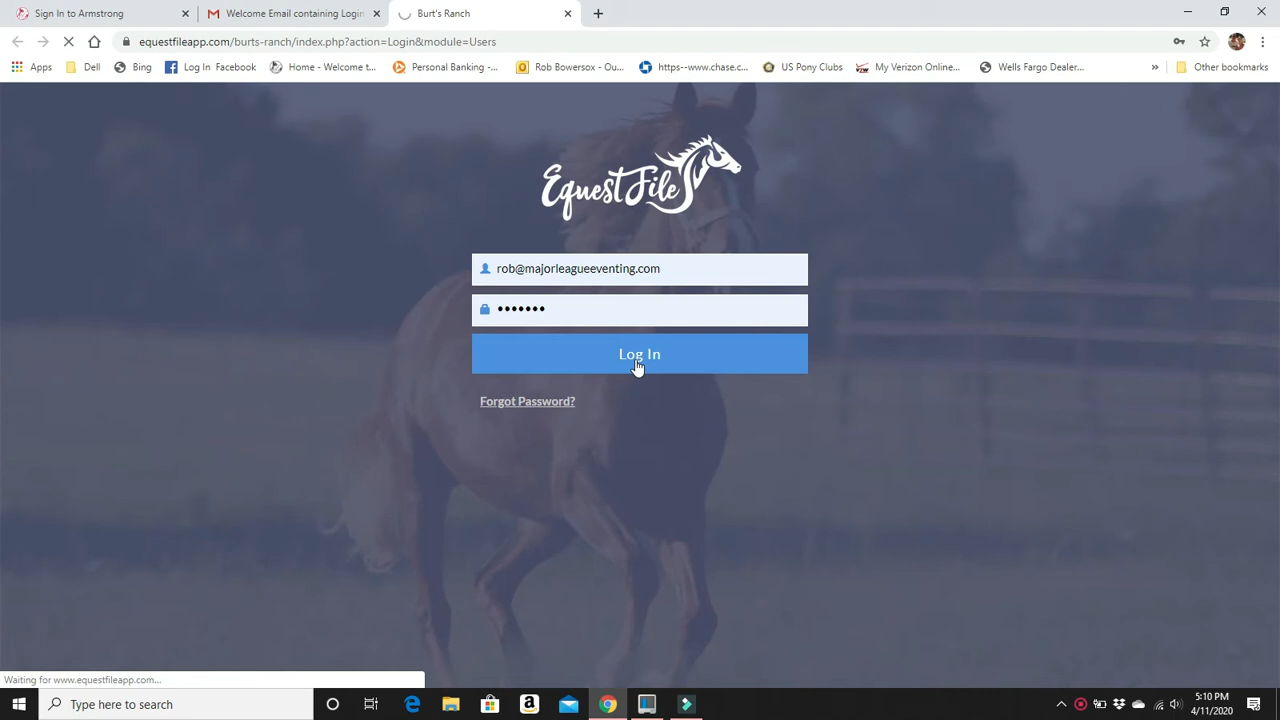 Sign In to Armstrong
Welcome Email containing Login
Burt's Ranch
equestfileapp.com/burts-ranch/index.php?action=Login&module=Users
Apps
Dell
Bing
Log In Facebook
Home - Welcome t...
Personal Banking -...
Rob Bowersox - Ou...
https--www.chase.c...
US Pony Clubs
My Verizon Online...
Wells Fargo Dealer...
»
Other bookmarks
EquestFile
rob@majorleagueeventing.com
•••••••
Log In
Forgot Password?
Waiting for www.equestfileapp.com...
Type here to search
5:10 PM
4/11/2020